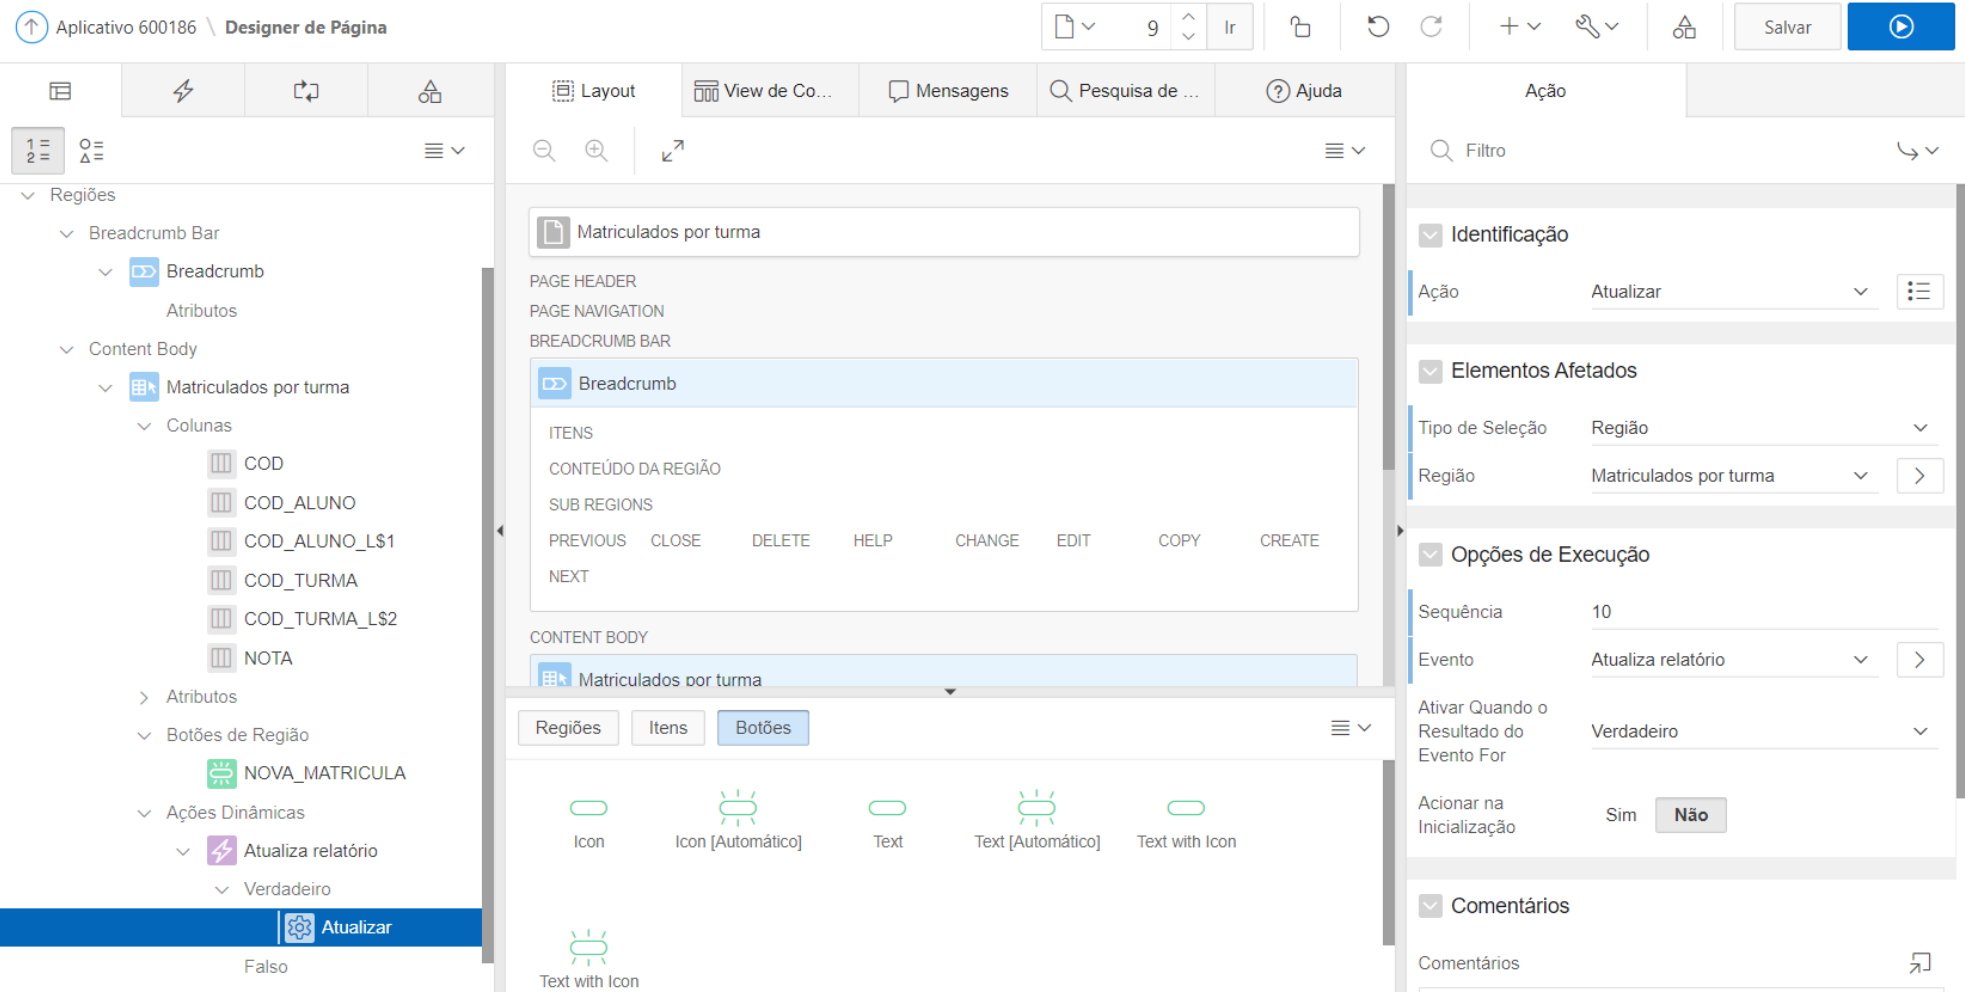 Aplicativo 600186 \ Designer de Página
9
Ir
Salvar
Layout
View de Co...
Mensagens
Pesquisa de ...
Ajuda
Ação
Filtro
Regiões
Breadcrumb Bar
Breadcrumb
Atributos
Content Body
Matriculados por turma
Colunas
COD
COD_ALUNO
COD_ALUNO_L$1
COD_TURMA
COD_TURMA_L$2
NOTA
Atributos
Botões de Região
NOVA_MATRICULA
Ações Dinâmicas
Atualiza relatório
Verdadeiro
Atualizar
Falso
Matriculados por turma
PAGE HEADER
PAGE NAVIGATION
BREADCRUMB BAR
Breadcrumb
ITENS
CONTEÚDO DA REGIÃO
SUB REGIONS
PREVIOUS CLOSE DELETE HELP CHANGE EDIT COPY CREATE
NEXT
CONTENT BODY
Matriculados por turma
Regiões Itens Botões
Icon
Icon [Automático]
Text
Text [Automático]
Text with Icon
Text with Icon
Identificação
Ação Atualizar
Elementos Afetados
Tipo de Seleção Região
Região Matriculados por turma
Opções de Execução
Sequência 10
Evento Atualiza relatório
Ativar Quando o
Resultado do Verdadeiro
Evento For
Acionar na
Inicialização
Sim Não
Comentários
Comentários